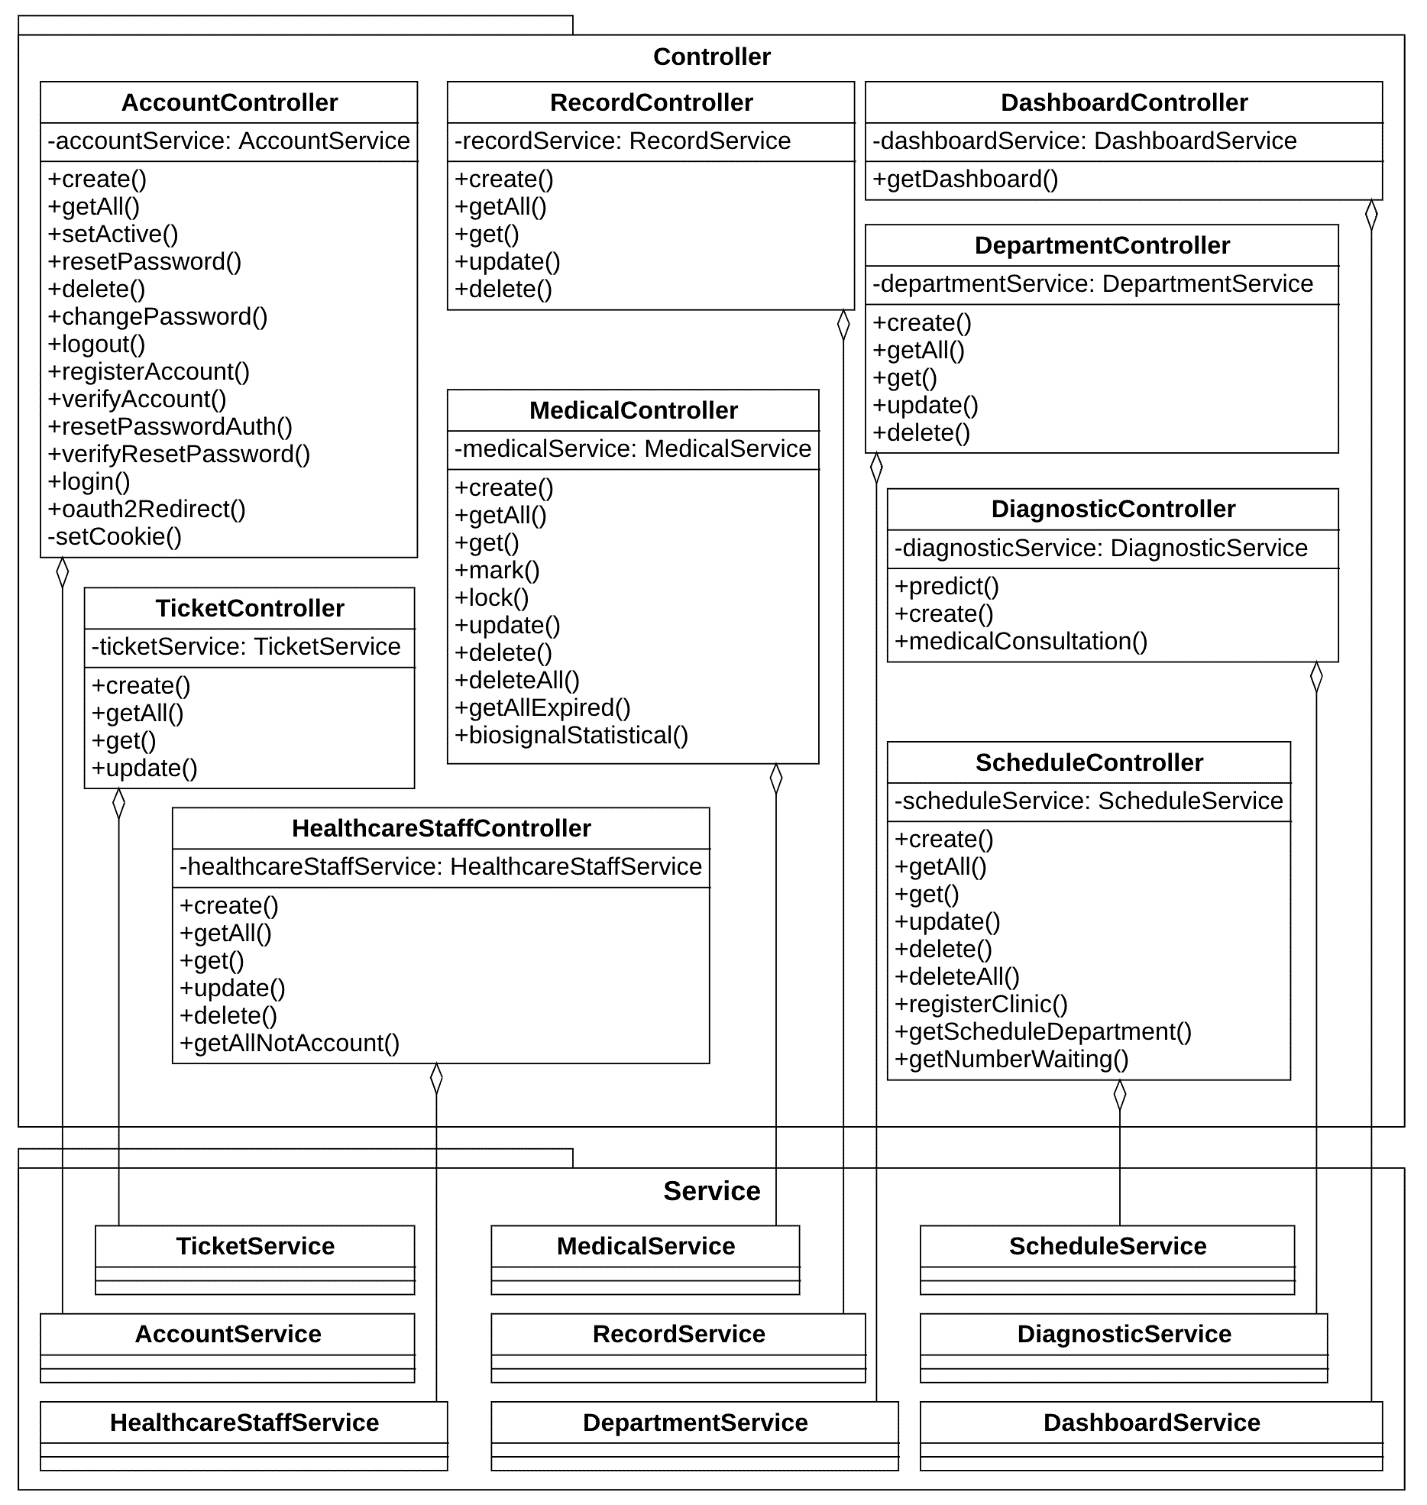 Controller
AccountController
-accountService: AccountService
+create()
+getAll()
+setActive()
+resetPassword()
+delete()
+changePassword()
+logout()
+registerAccount()
+verifyAccount()
+resetPasswordAuth()
+verifyResetPassword()
+login()
+oauth2Redirect()
-setCookie()
TicketController
-ticketService: TicketService
+create()
+getAll()
+get()
+update()
HealthcareStaffController
-healthcareStaffService: HealthcareStaffService
+create()
+getAll()
+get()
+update()
+delete()
+getAllNotAccount()
RecordController
-recordService: RecordService
+create()
+getAll()
+get()
+update()
+delete()
MedicalController
-medicalService: MedicalService
+create()
+getAll()
+get()
+mark()
+lock()
+update()
+delete()
+deleteAll()
+getAllExpired()
+biosignalStatistical()
DashboardController
-dashboardService: DashboardService
+getDashboard()
DepartmentController
-departmentService: DepartmentService
+create()
+getAll()
+get()
+update()
+delete()
DiagnosticController
-diagnosticService: DiagnosticService
+predict()
+create()
+medicalConsultation()
ScheduleController
-scheduleService: ScheduleService
+create()
+getAll()
+get()
+update()
+delete()
+deleteAll()
+registerClinic()
+getScheduleDepartment()
+getNumberWaiting()
Service
TicketService
MedicalService
ScheduleService
AccountService
RecordService
DiagnosticService
HealthcareStaffService
DepartmentService
DashboardService